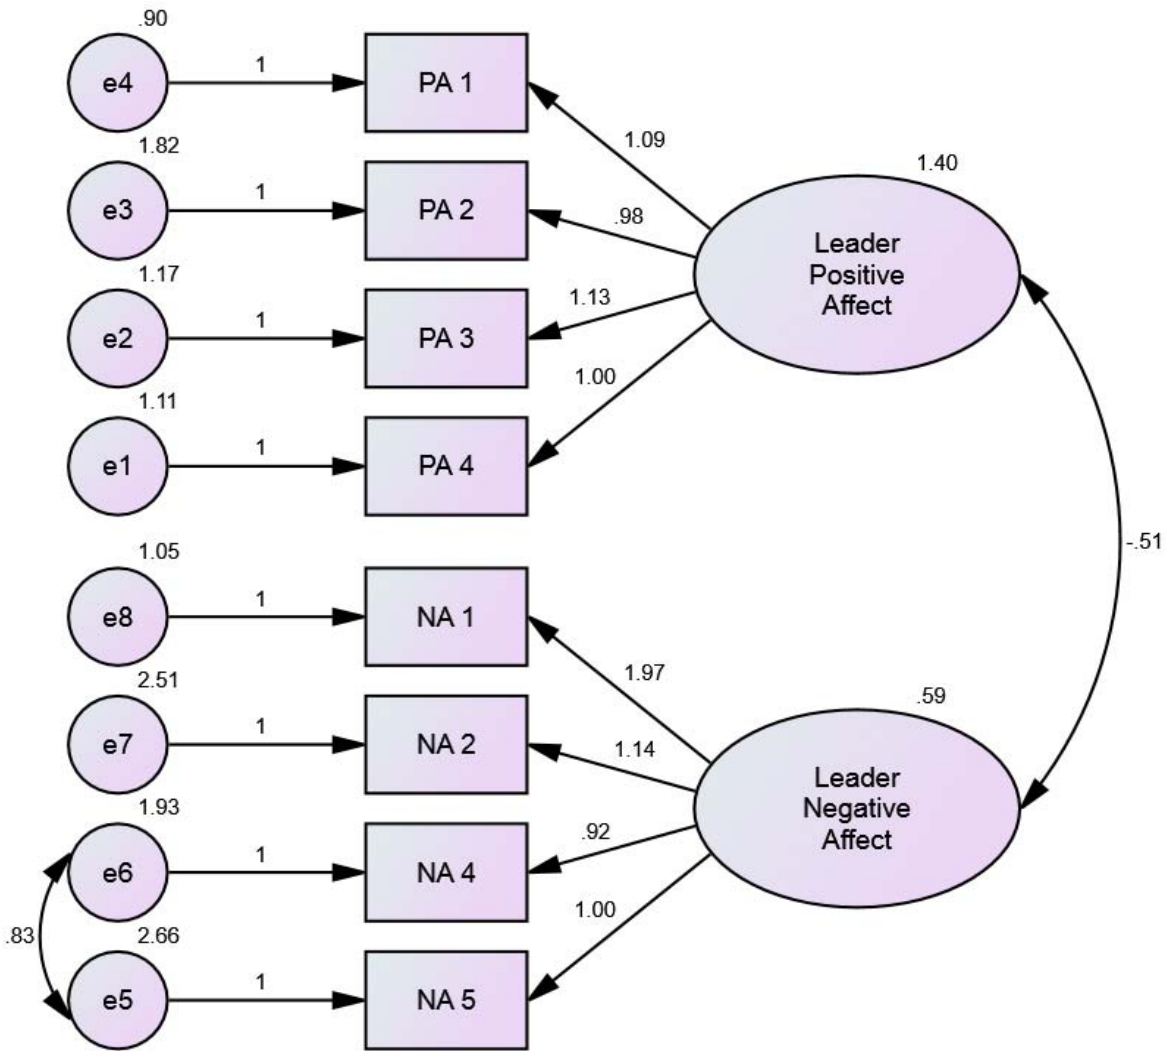 .90
e4
1
PA 1
1.09
1.82
e3
1
PA 2
.98
1.40
Leader
Positive
Affect
1.17
e2
1
PA 3
1.13
1.11
e1
1
PA 4
1.00
-.51
1.05
e8
1
NA 1
1.97
2.51
e7
1
NA 2
1.14
.59
Leader
Negative
Affect
1.93
e6
1
NA 4
.92
.83
2.66
e5
1
NA 5
1.00